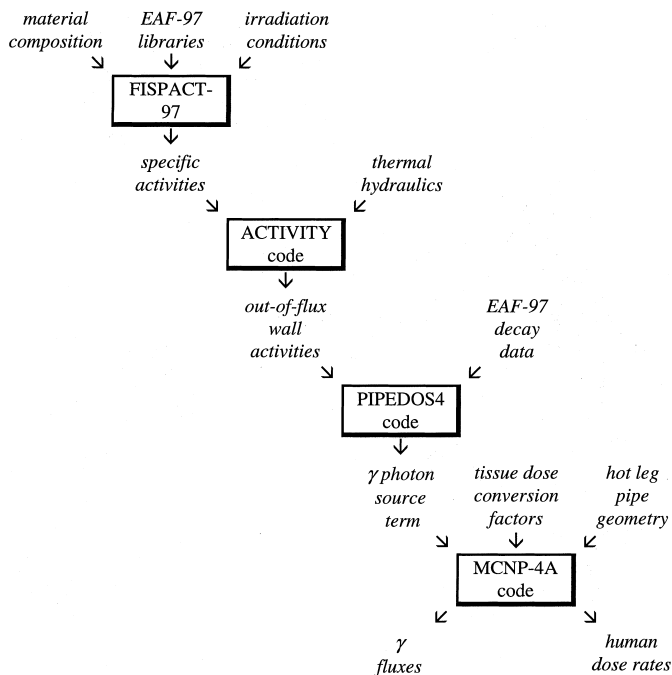 material
composition
EAF-97
libraries
irradiation
conditions
FISPACT-
97
specific
activities
thermal
hydraulics
ACTIVITY
code
out-of-flux
wall
activities
EAF-97
decay
data
PIPEDOS4
code
γ photon
source
term
tissue dose
conversion
factors
hot leg
pipe
geometry
MCNP-4A
code
γ
fluxes
human
dose rates